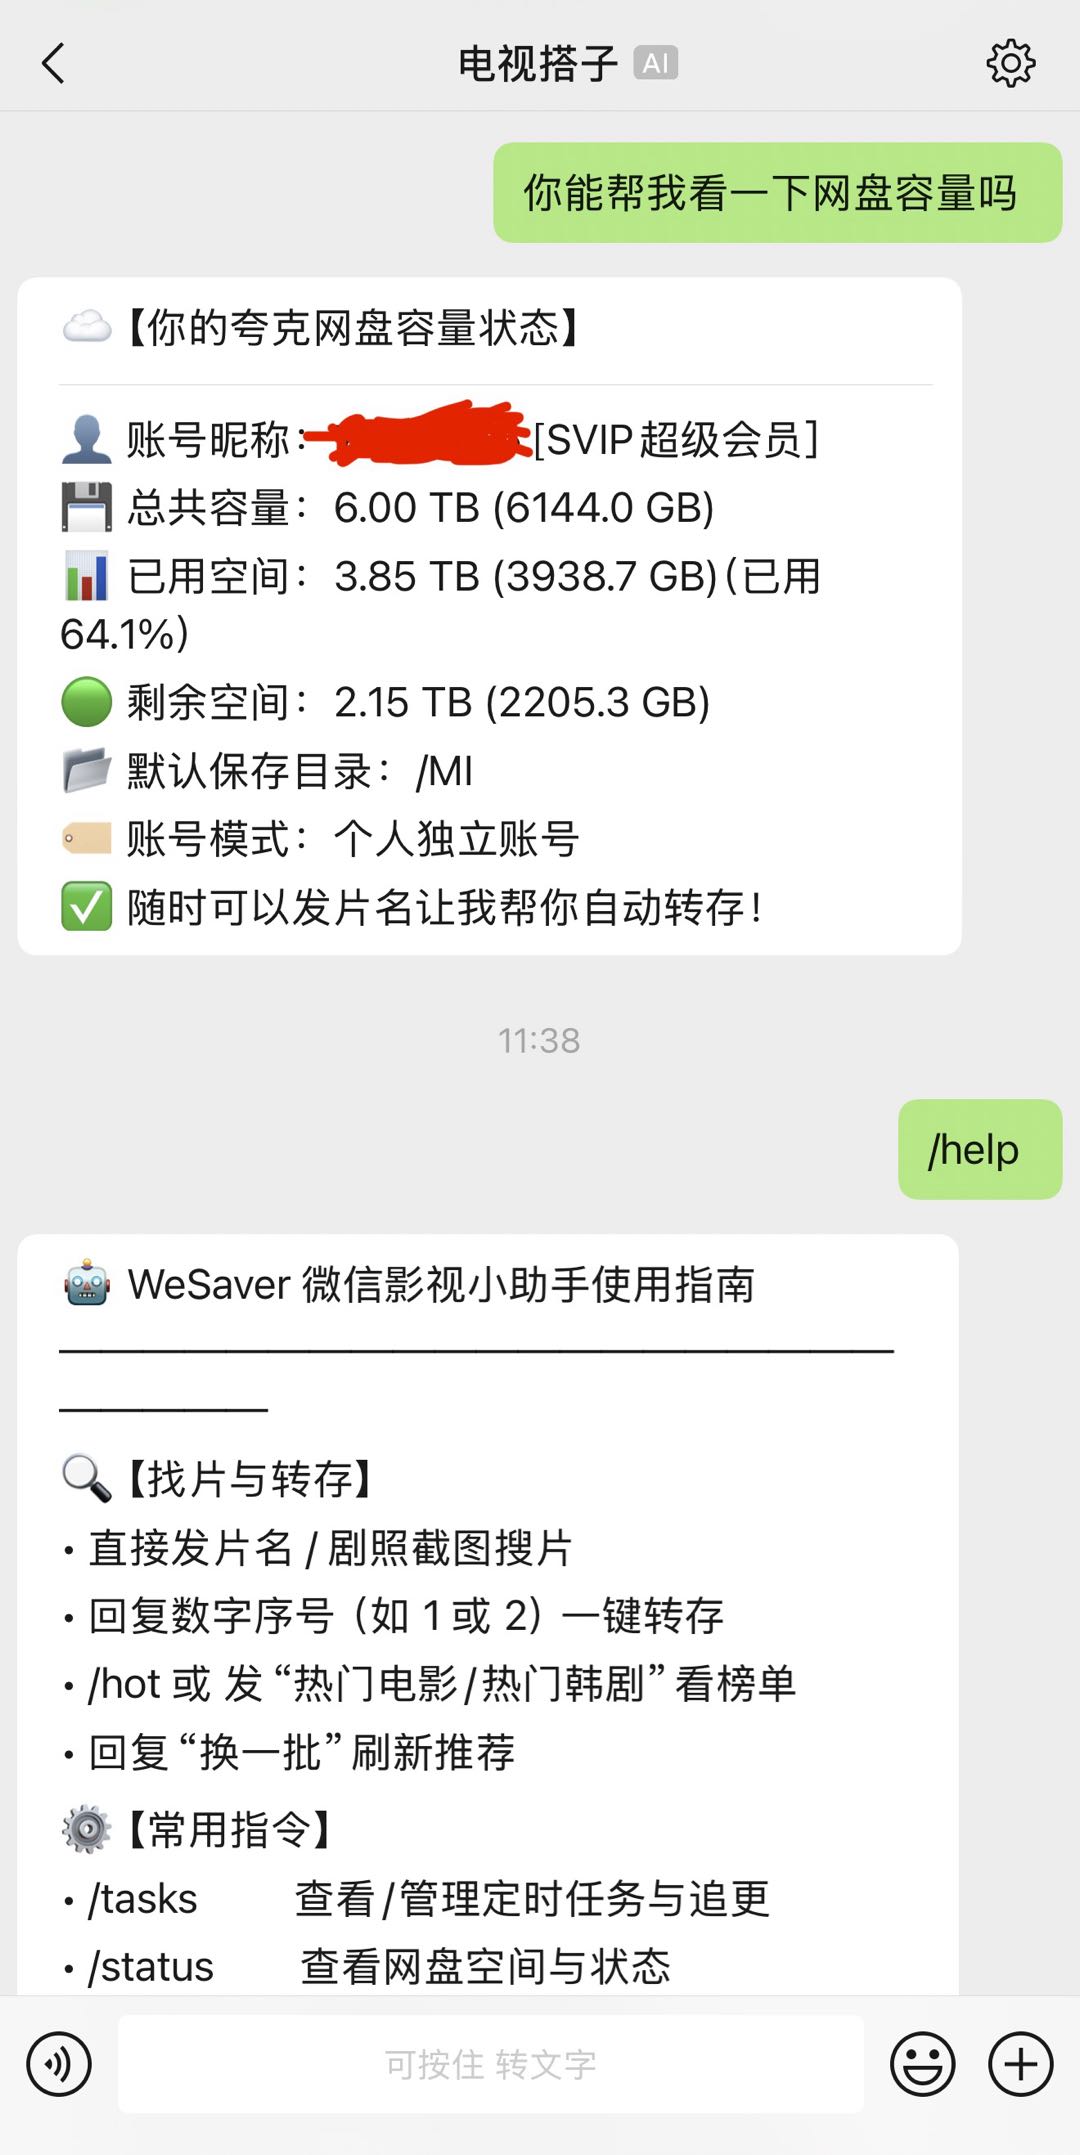 电视搭子 AI
你能帮我看一下网盘容量吗
【你的夸克网盘容量状态】
账号昵称：[SVIP超级会员]
总共容量：6.00 TB (6144.0 GB)
已用空间：3.85 TB (3938.7 GB)(已用
64.1%)
剩余空间：2.15 TB (2205.3 GB)
默认保存目录：/MI
账号模式：个人独立账号
随时可以发片名让我帮你自动转存！
11:38
/help
WeSaver 微信影视小助手使用指南
————————————————————
—————
【找片与转存】
• 直接发片名 / 剧照截图搜片
• 回复数字序号（如 1 或 2）一键转存
• /hot 或 发“热门电影/热门韩剧”看榜单
• 回复“换一批”刷新推荐
【常用指令】
• /tasks 查看/管理定时任务与追更
• /status 查看网盘空间与状态
可按住 转文字